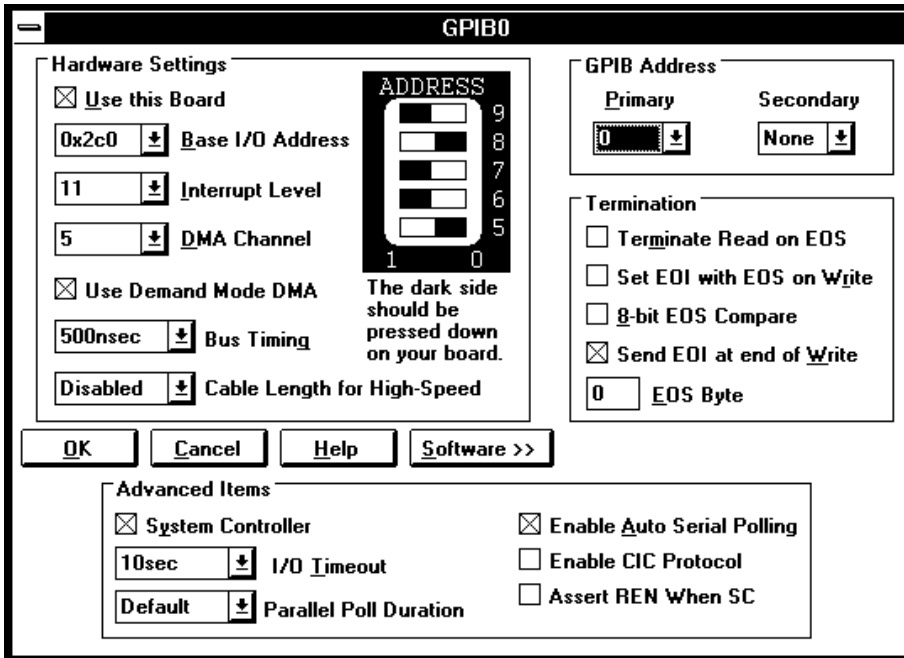 GPIB0
Hardware Settings
Use this Board
0x2c0 Base I/O Address
11 Interrupt Level
5 DMA Channel
Use Demand Mode DMA
500nsec Bus Timing
Disabled Cable Length for High-Speed
ADDRESS
9
8
7
6
5
1 0
The dark side
should be
pressed down
on your board.
GPIB Address
Primary Secondary
0 None
Termination
Terminate Read on EOS
Set EOI with EOS on Write
8-bit EOS Compare
Send EOI at end of Write
0 EOS Byte
OK Cancel Help Software >>
Advanced Items
System Controller
10sec I/O Timeout
Default Parallel Poll Duration
Enable Auto Serial Polling
Enable CIC Protocol
Assert REN When SC